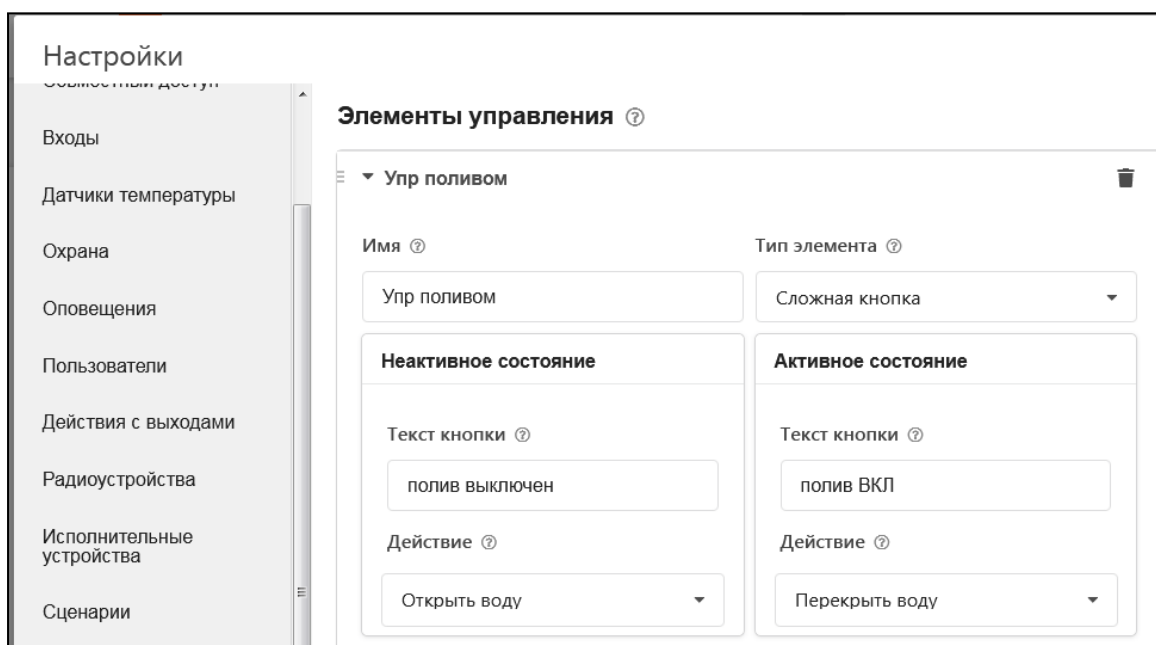 Настройки
Совместный доступ
Входы
Датчики температуры
Охрана
Оповещения
Пользователи
Действия с выходами
Радиоустройства
Исполнительные
устройства
Сценарии
Элементы управления
Упр поливом
Имя
Тип элемента
Упр поливом
Сложная кнопка
Неактивное состояние
Активное состояние
Текст кнопки
Текст кнопки
полив выключен
полив ВКЛ
Действие
Действие
Открыть воду
Перекрыть воду